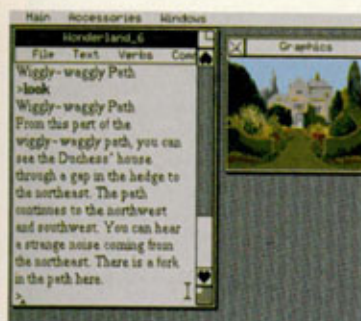 Main Accessories Windows
Wonderland_6
Graphics
File Text Verbs Com
Wiggly-waggly Path
>look
Wiggly-waggly Path
From this part of the
wiggly-waggly path, you can
see the Duchess' house
through a gap in the hedge to
the northeast. The path
continues to the northwest
and southwest. You can hear
a strange noise coming from
the northeast. There is a fork
in the path here.
>